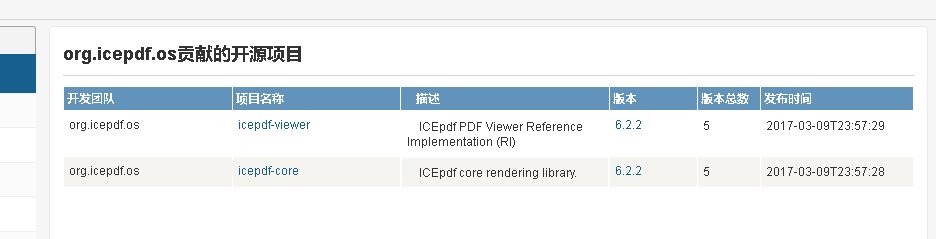 org.icepdf.os贡献的开源项目
开发团队 项目名称 描述 版本 版本总数 发布时间
org.icepdf.os icepdf-viewer ICEpdf PDF Viewer Reference 6.2.2 5 2017-03-09T23:57:29
Implementation (RI)
org.icepdf.os icepdf-core ICEpdf core rendering library. 6.2.2 5 2017-03-09T23:57:28